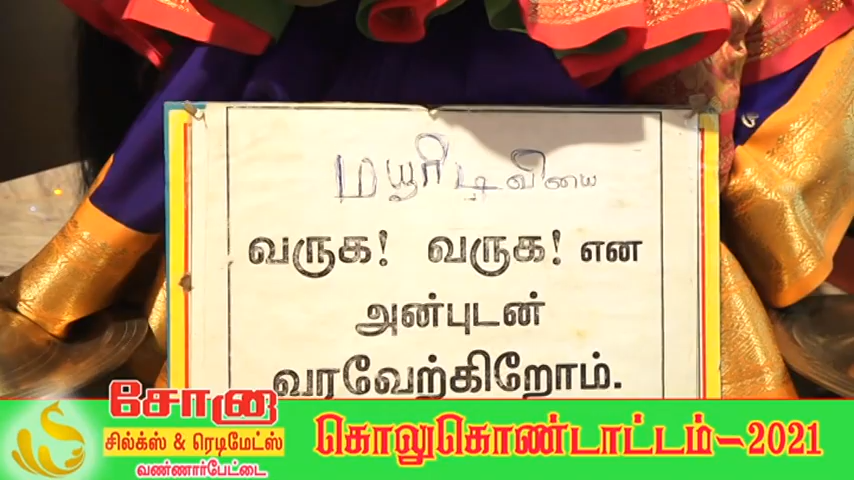 மயூரி டிவியை
வருக! வருக! என
அன்புடன்
வரவேற்கிறோம்.
சோனு
சில்க்ஸ் & ரெடிமேட்ஸ்
வண்ணார்பேட்டை
கொலுகொண்டாட்டம்-2021